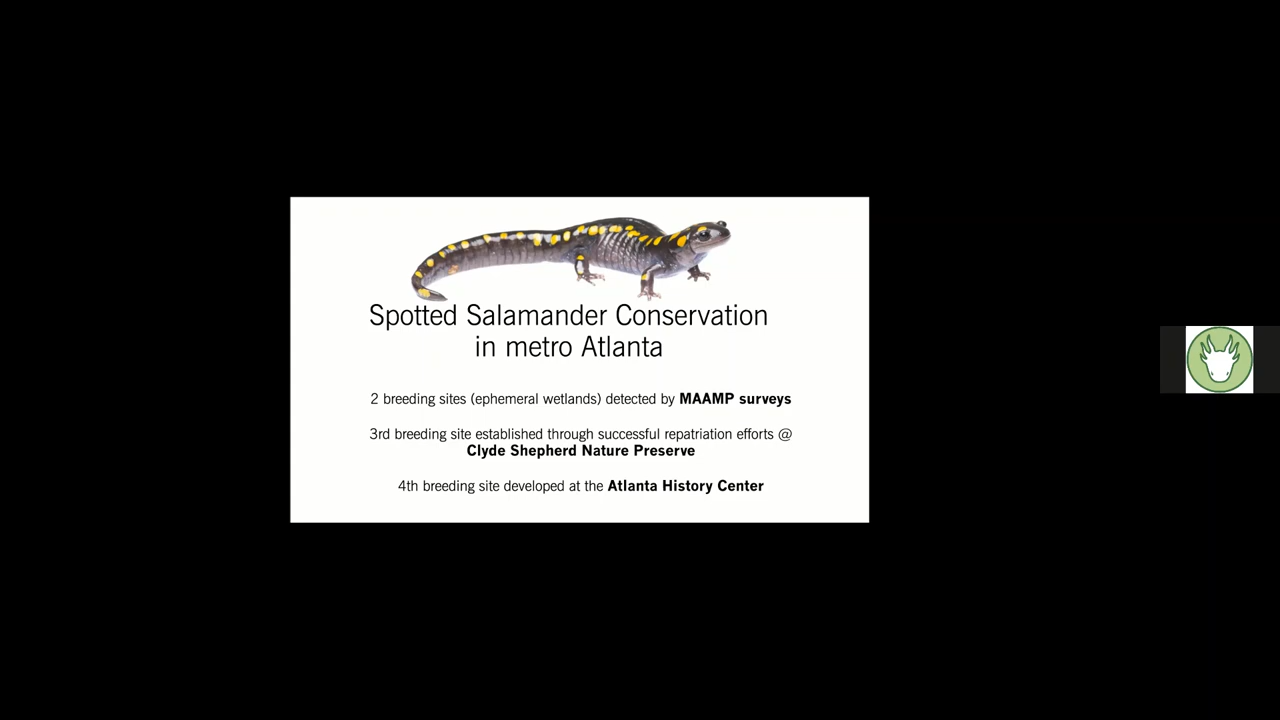 Spotted Salamander Conservation
in metro Atlanta
2 breeding sites (ephemeral wetlands) detected by MAAMP surveys
3rd breeding site established through successful repatriation efforts @
Clyde Shepherd Nature Preserve
4th breeding site developed at the Atlanta History Center